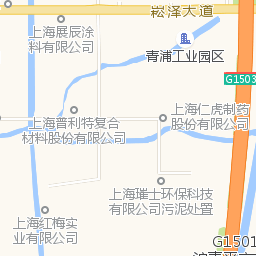 崧泽大道
上海展辰涂
料有限公司
青浦工业园区
G1503
上海仁虎制药
股份有限公司
上海普利特复合
材料股份有限公司
上海瑞士环保科技
有限公司污泥处置
上海红梅实
业有限公司
G1501